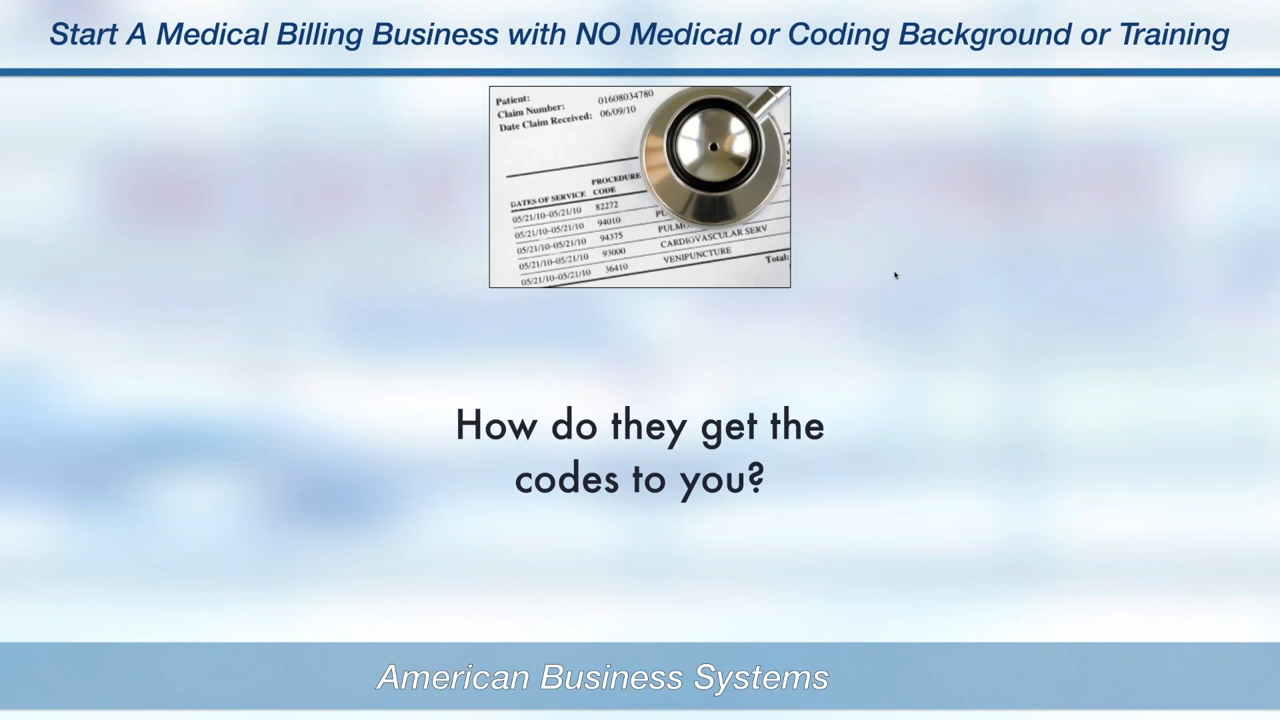 Start A Medical Billing Business with NO Medical or Coding Background or Training
Patient:
Claim Number: 01608034780
Date Claim Received: 06/09/10
DATES OF SERVICE PROCEDURE CODE
05/21/10-05/21/10 82272
05/21/10-05/21/10 94010 PULMO
05/21/10-05/21/10 94375 CARDIOVASCULAR SERV
05/21/10-05/21/10 93000 VENIPUNCTURE
05/21/10-05/21/10 36410 Total:
How do they get the
codes to you?
American Business Systems